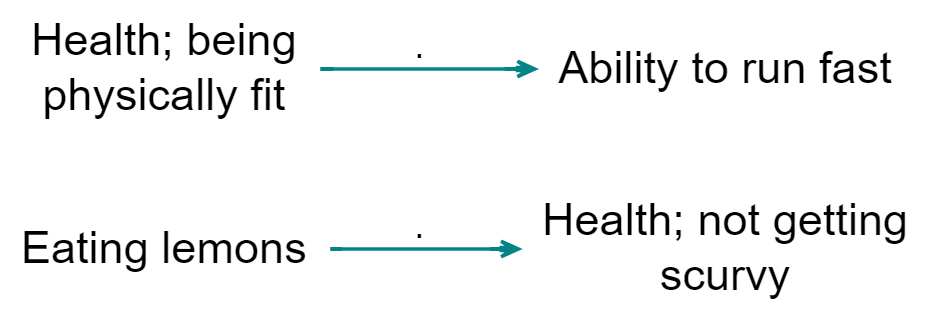 Health; being
physically fit
.
Ability to run fast
Eating lemons
.
Health; not getting
scurvy